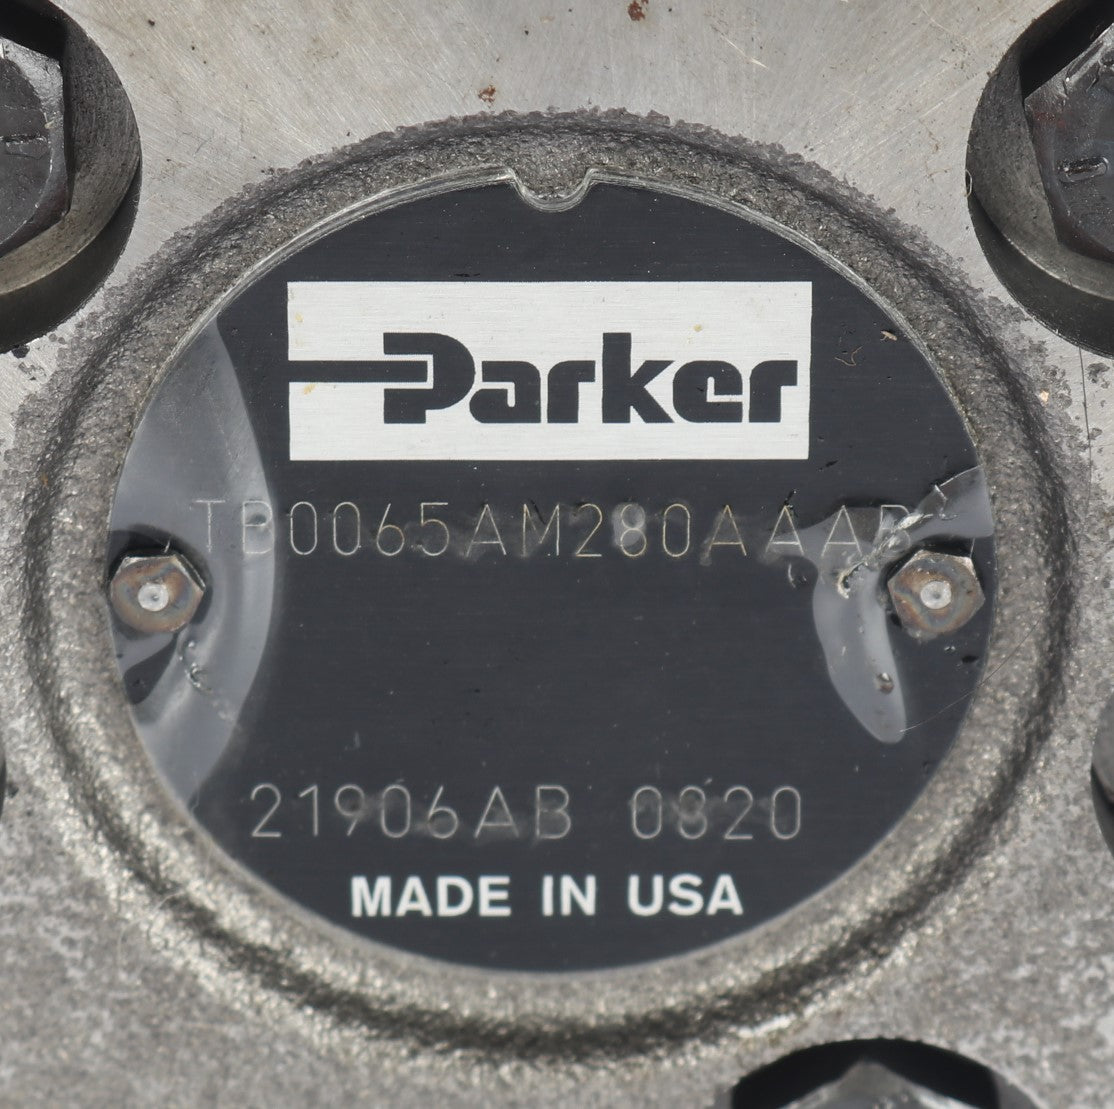 Parker
TB0065AM280AAAB
21906AB 0820
MADE IN USA